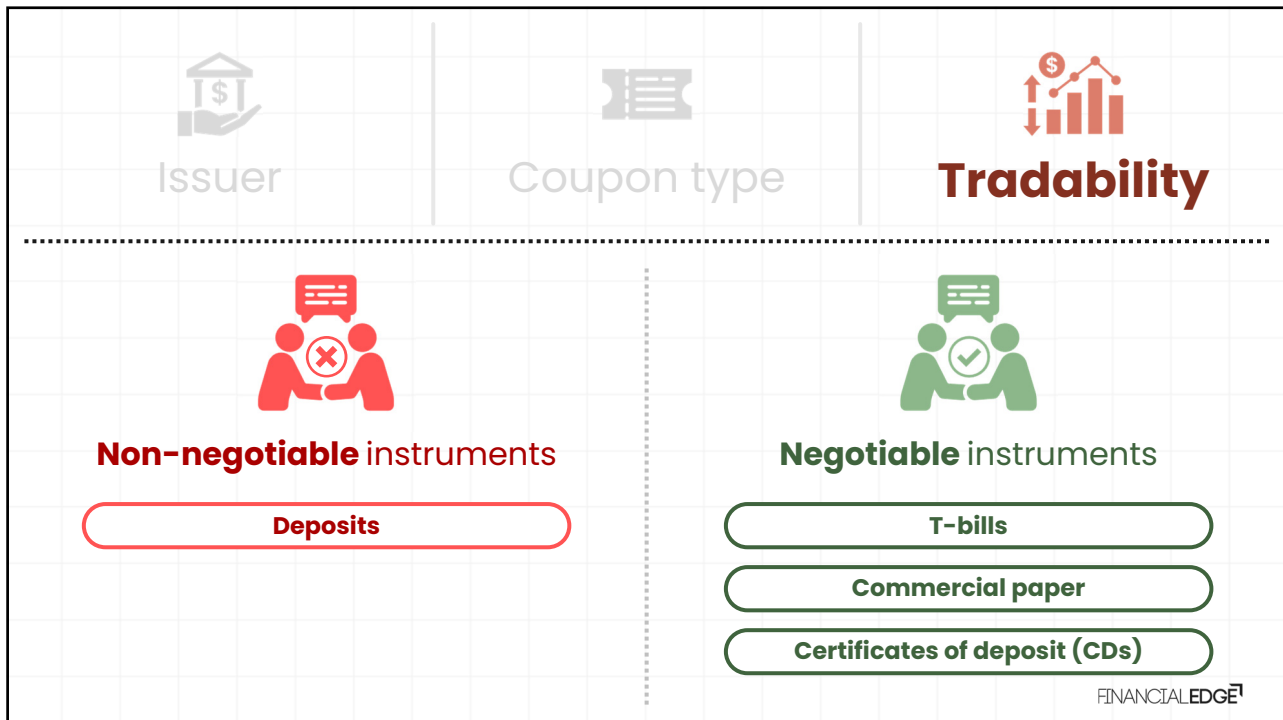 Issuer
Coupon type
$
Tradability
Non-negotiable instruments
Deposits
Negotiable instruments
T-bills
Commercial paper
Certificates of deposit (CDs)
FINANCIALEDGE